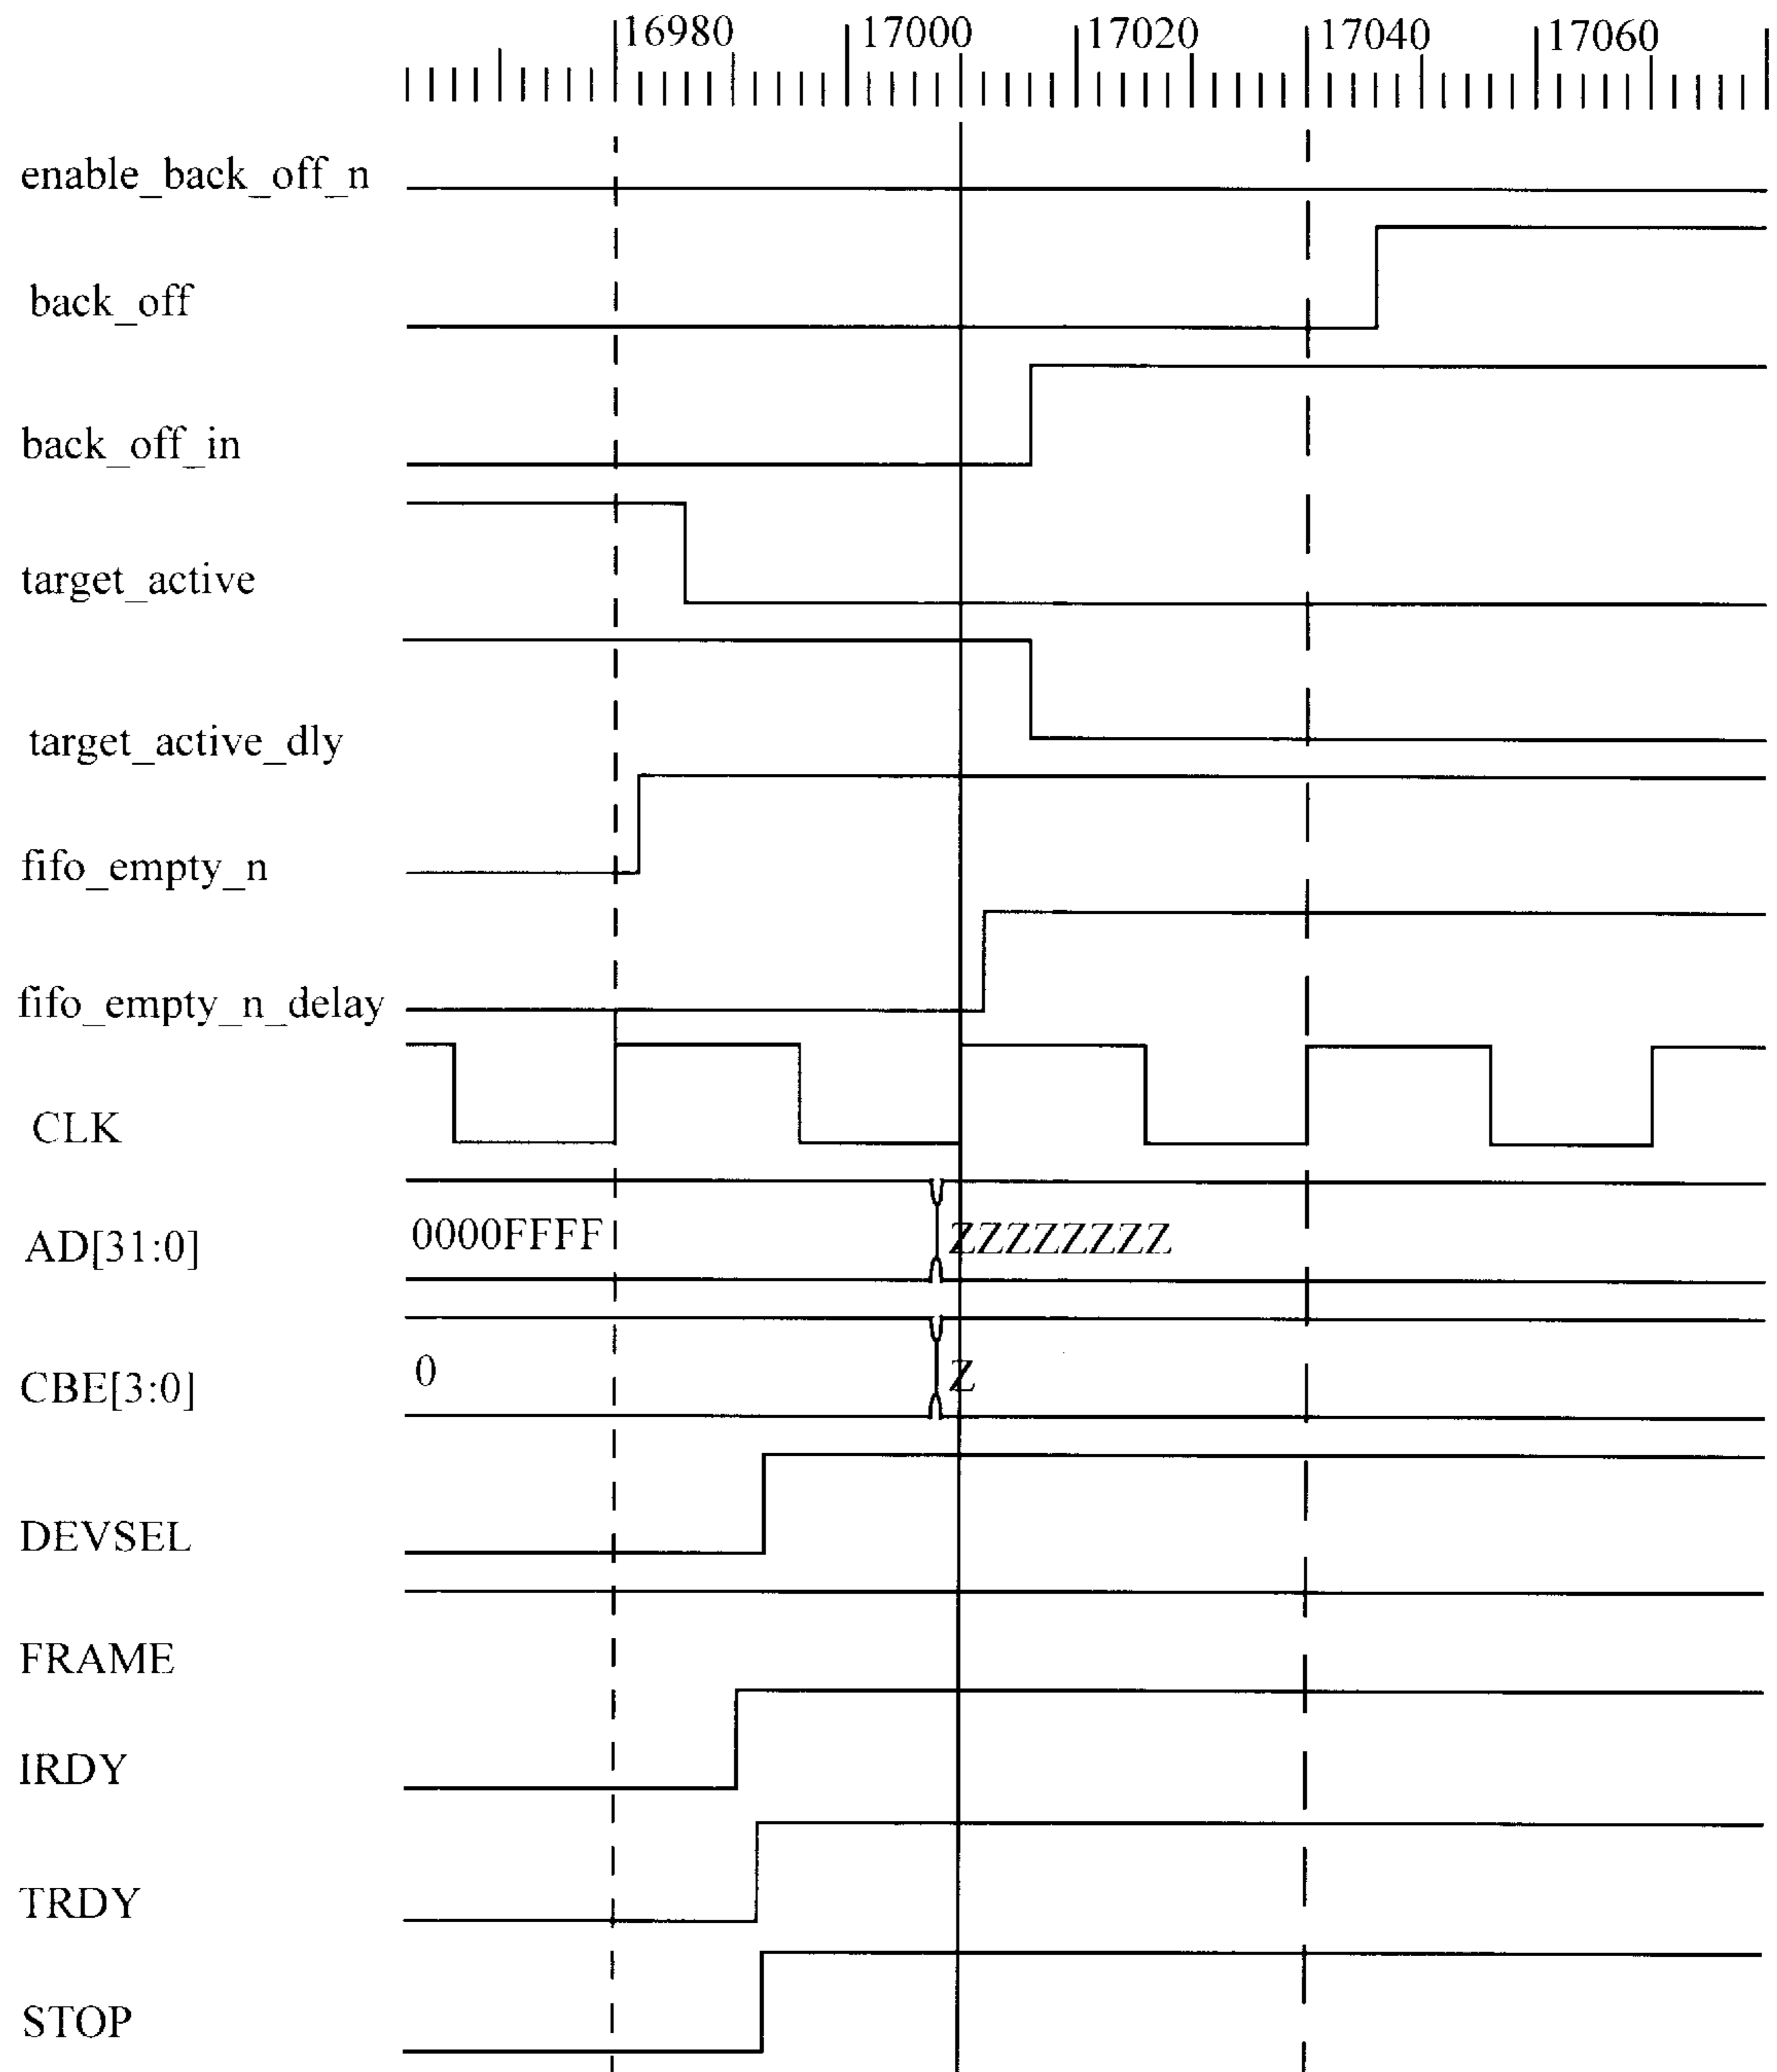 16980 17000 17020 17040 17060
enable_back_off_n
back_off
back_off_in
target_active
target_active_dly
fifo_empty_n
fifo_empty_n_delay
CLK
AD[31:0] 0000FFFF ZZZZZZZZ
CBE[3:0] 0 Z
DEVSEL
FRAME
IRDY
TRDY
STOP